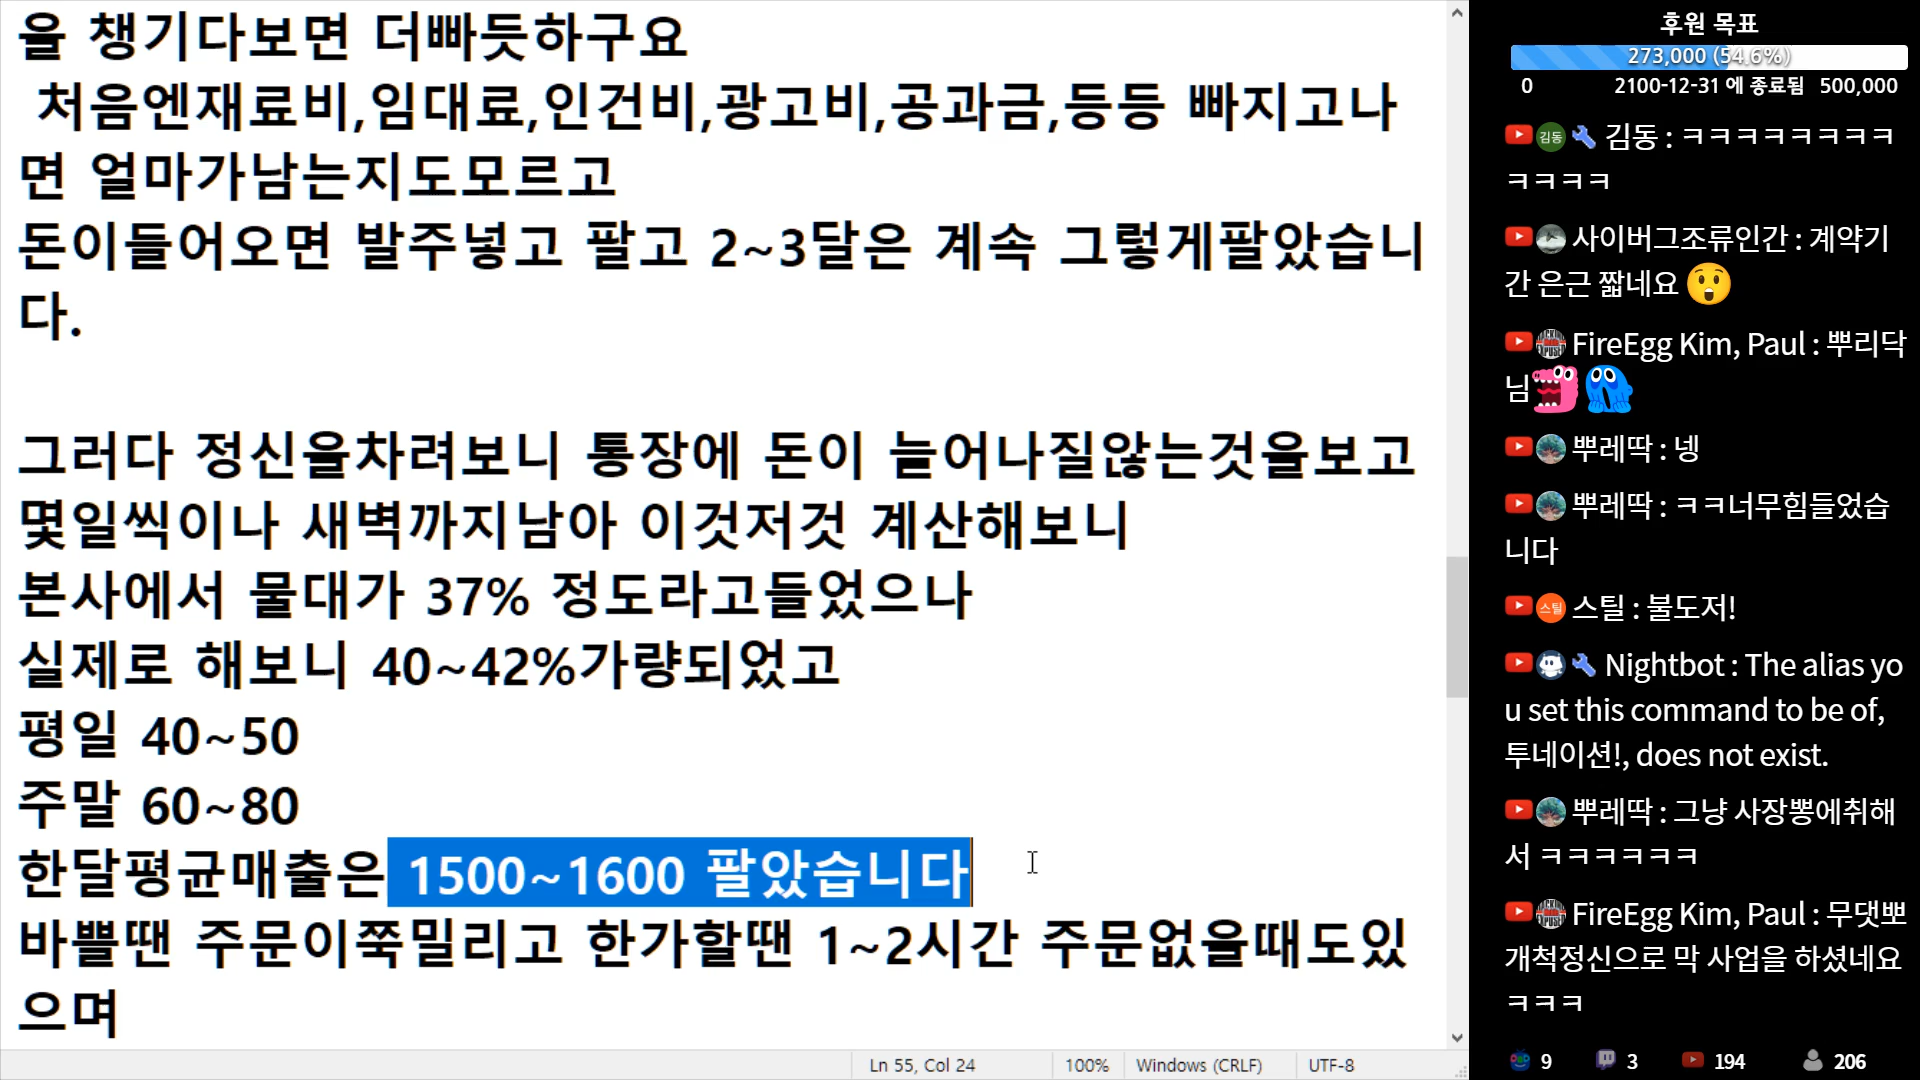 을 챙기다보면 더빠듯하구요
처음엔재료비,임대료,인건비,광고비,공과금,등등 빠지고나
면 얼마가남는지도모르고
돈이들어오면 발주넣고 팔고 2~3달은 계속 그렇게팔았습니
다.
그러다 정신을차려보니 통장에 돈이 늘어나질않는것을보고
몇일씩이나 새벽까지남아 이것저것 계산해보니
본사에서 물대가 37% 정도라고들었으나
실제로 해보니 40~42%가량되었고
평일 40~50
주말 60~80
한달평균매출은 1500~1600 팔았습니다
바쁠땐 주문이쭉밀리고 한가할땐 1~2시간 주문없을때도있
으며
Ln 55, Col 24
100%
Windows (CRLF)
UTF-8
후원 목표
273,000 (54.6%)
0 2100-12-31 에 종료됨 500,000
김동 김동 : ㅋㅋㅋㅋㅋㅋㅋㅋ
ㅋㅋㅋㅋ
사이버그조류인간 : 계약기
간 은근 짧네요
FireEgg Kim, Paul : 뿌리닥
님
뿌레딱 : 넹
뿌레딱 : ㅋㅋ너무힘들었습
니다
스틸 스틸 : 불도저!
Nightbot : The alias yo
u set this command to be of,
투네이션!, does not exist.
뿌레딱 : 그냥 사장뽕에취해
서 ㅋㅋㅋㅋㅋㅋ
FireEgg Kim, Paul : 무댓뽀
개척정신으로 막 사업을 하셨네요
ㅋㅋㅋ
9 3 194 206